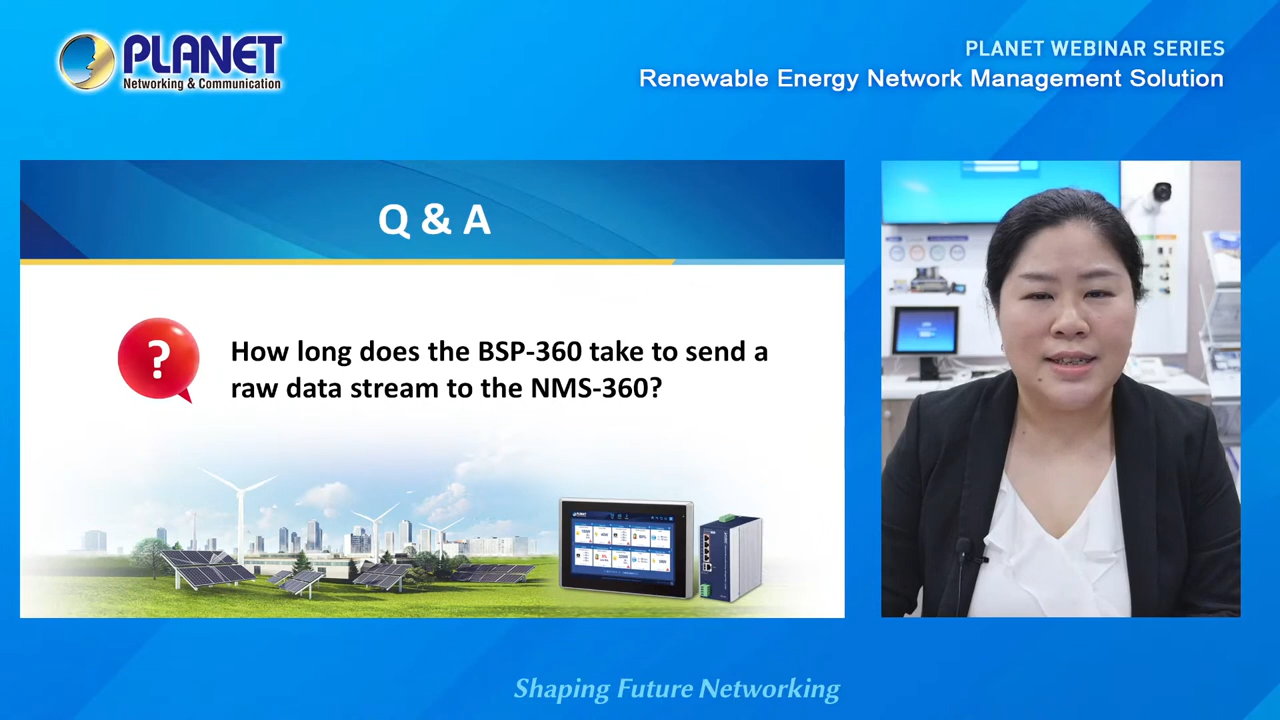 PLANET
Networking & Communication
PLANET WEBINAR SERIES
Renewable Energy Network Management Solution
Q & A
?
How long does the BSP-360 take to send a
raw data stream to the NMS-360?
Shaping Future Networking